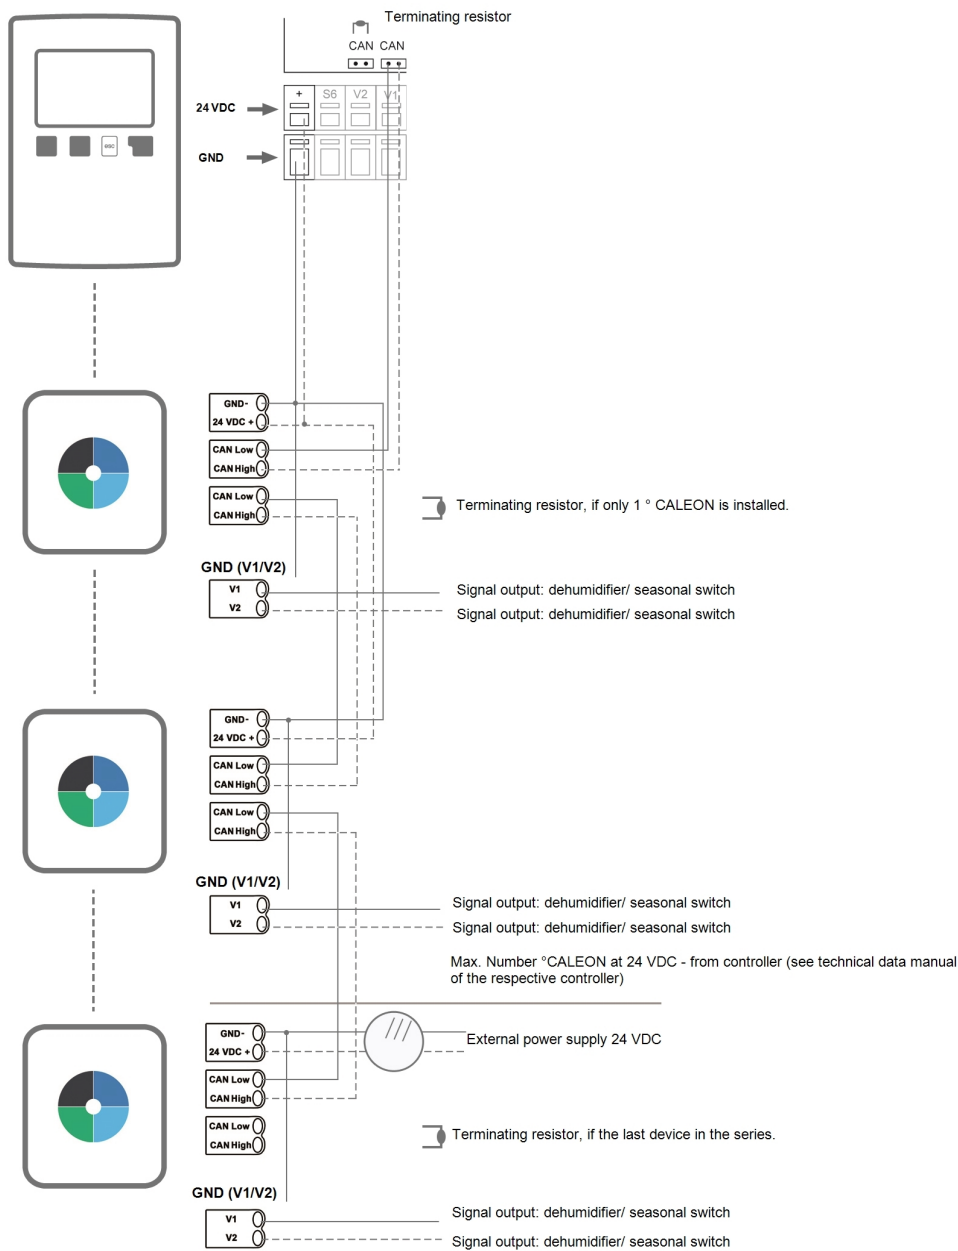 Terminating resistor
CAN CAN
+ S6 V2 V1
24 VDC
GND
esc
GND-
24 VDC +
CAN Low
CAN High
CAN Low
CAN High
Terminating resistor, if only 1 ° CALEON is installed.
GND (V1/V2)
V1
Signal output: dehumidifier/ seasonal switch
V2
Signal output: dehumidifier/ seasonal switch
GND-
24 VDC +
CAN Low
CAN High
CAN Low
CAN High
GND (V1/V2)
V1
Signal output: dehumidifier/ seasonal switch
V2
Signal output: dehumidifier/ seasonal switch
Max. Number °CALEON at 24 VDC - from controller (see technical data manual
of the respective controller)
GND-
24 VDC +
External power supply 24 VDC
CAN Low
CAN High
CAN Low
CAN High
Terminating resistor, if the last device in the series.
GND (V1/V2)
V1
Signal output: dehumidifier/ seasonal switch
V2
Signal output: dehumidifier/ seasonal switch